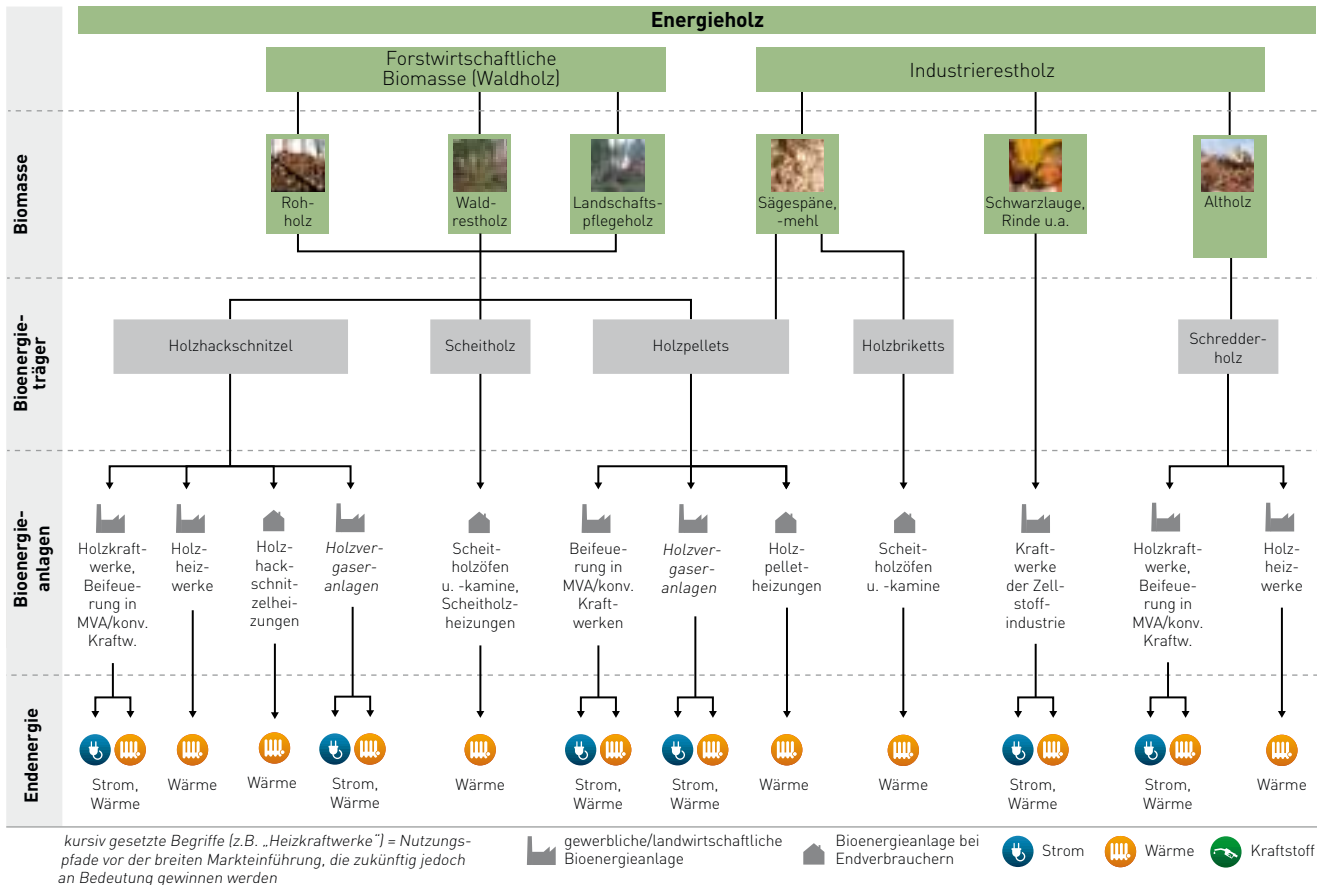 Energieholz
Forstwirtschaftliche
Biomasse (Waldholz)
Industrierestholz
Biomasse
Roh-
holz
Wald-
restholz
Landschafts-
pflegeholz
Sägespäne,
-mehl
Schwarzlauge,
Rinde u.a.
Altholz
Bioenergie-
träger
Holzhackschnitzel
Scheitholz
Holzpellets
Holzbriketts
Schredder-
holz
Bioenergie-
anlagen
Holzkraft-
werke,
Beifeue-
rung in
MVA/konv.
Kraftw.
Holz-
heiz-
werke
Holz-
hack-
schnit-
zelhei-
zungen
Holzver-
gaser-
anlagen
Scheit-
holzöfen
u. -kamine,
Scheitholz-
heizungen
Beifeue-
rung in
MVA/konv.
Kraft-
werken
Holzver-
gaser-
anlagen
Holz-
pellet-
heizungen
Scheit-
holzöfen
u. -kamine
Kraft-
werke
der Zell-
stoff-
industrie
Holzkraft-
werke,
Beifeue-
rung in
MVA/konv.
Kraftw.
Holz-
heiz-
werke
Endenergie
Strom,
Wärme
Wärme
Wärme
Strom,
Wärme
Wärme
Strom,
Wärme
Strom,
Wärme
Wärme
Wärme
Strom,
Wärme
Strom,
Wärme
Wärme
kursiv gesetzte Begriffe (z.B. „Heizkraftwerke") = Nutzungs-
pfade vor der breiten Markteinführung, die zukünftig jedoch
an Bedeutung gewinnen werden
gewerbliche/landwirtschaftliche
Bioenergieanlage
Bioenergieanlage bei
Endverbrauchern
Strom
Wärme
Kraftstoff